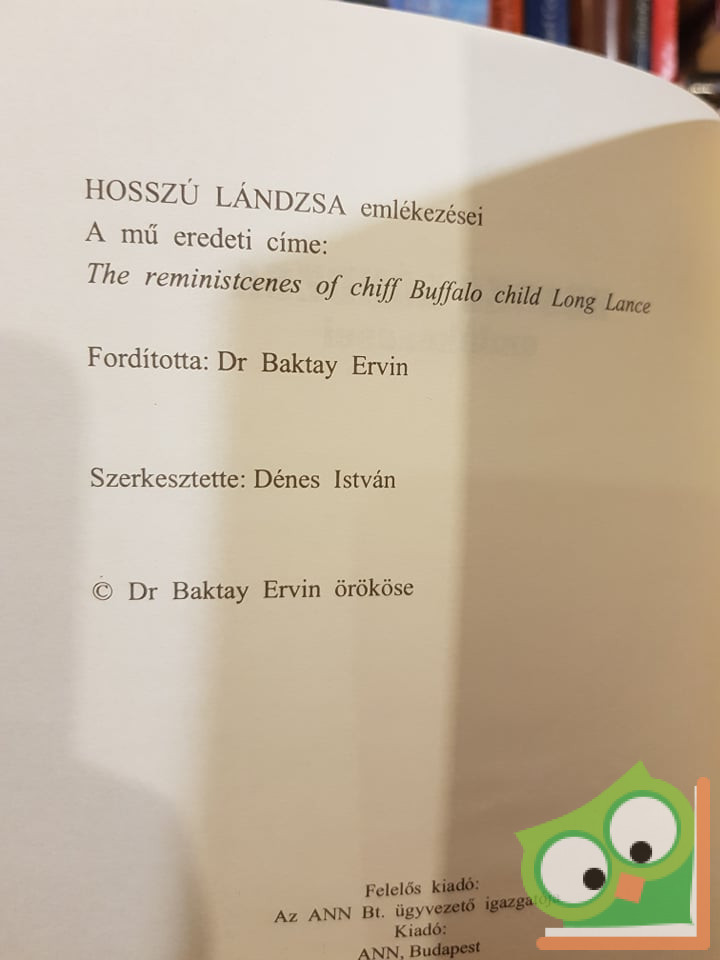 HOSSZÚ LÁNDZSA emlékezései
A mű eredeti címe:
The reministcenes of chiff Buffalo child Long Lance
Fordította: Dr Baktay Ervin
Szerkesztette: Dénes István
© Dr Baktay Ervin örököse
Felelős kiadó:
Az ANN Bt. ügyvezető igazgatója
Kiadó:
ANN, Budapest